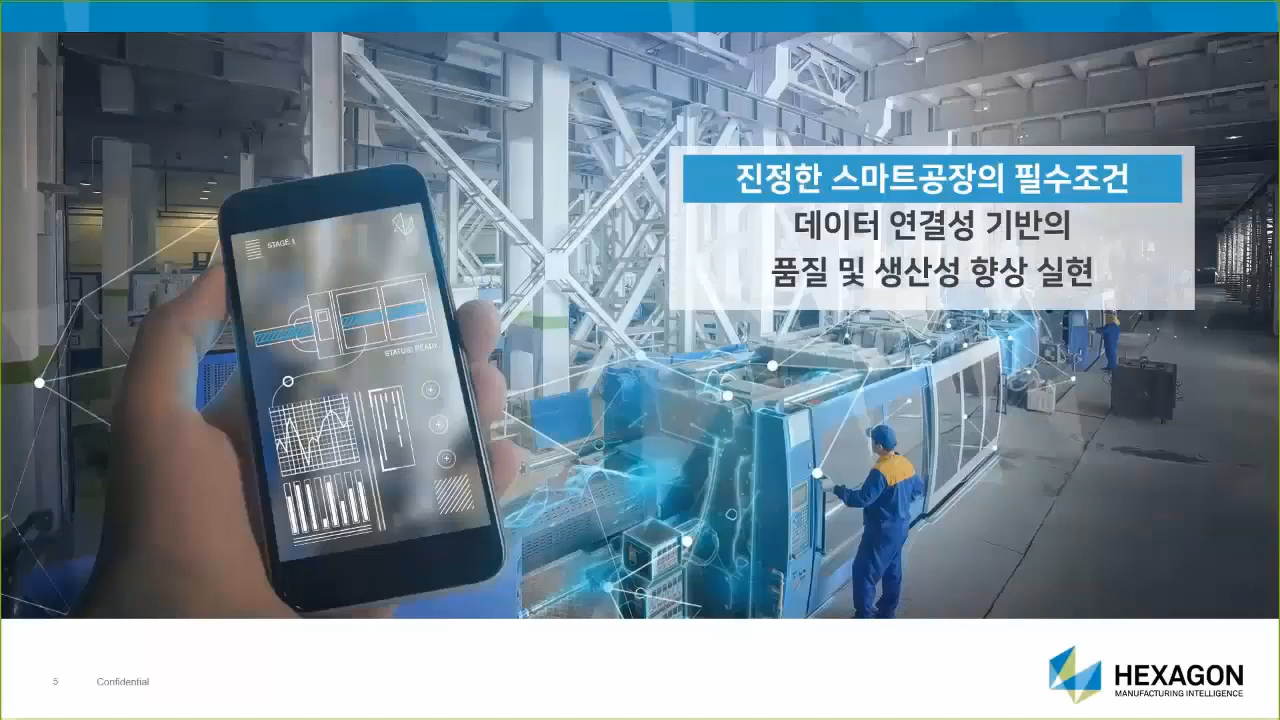 진정한 스마트공장의 필수조건
데이터 연결성 기반의
품질 및 생산성 향상 실현
STAGE 1
STATUS: READY
5 Confidential
HEXAGON
MANUFACTURING INTELLIGENCE